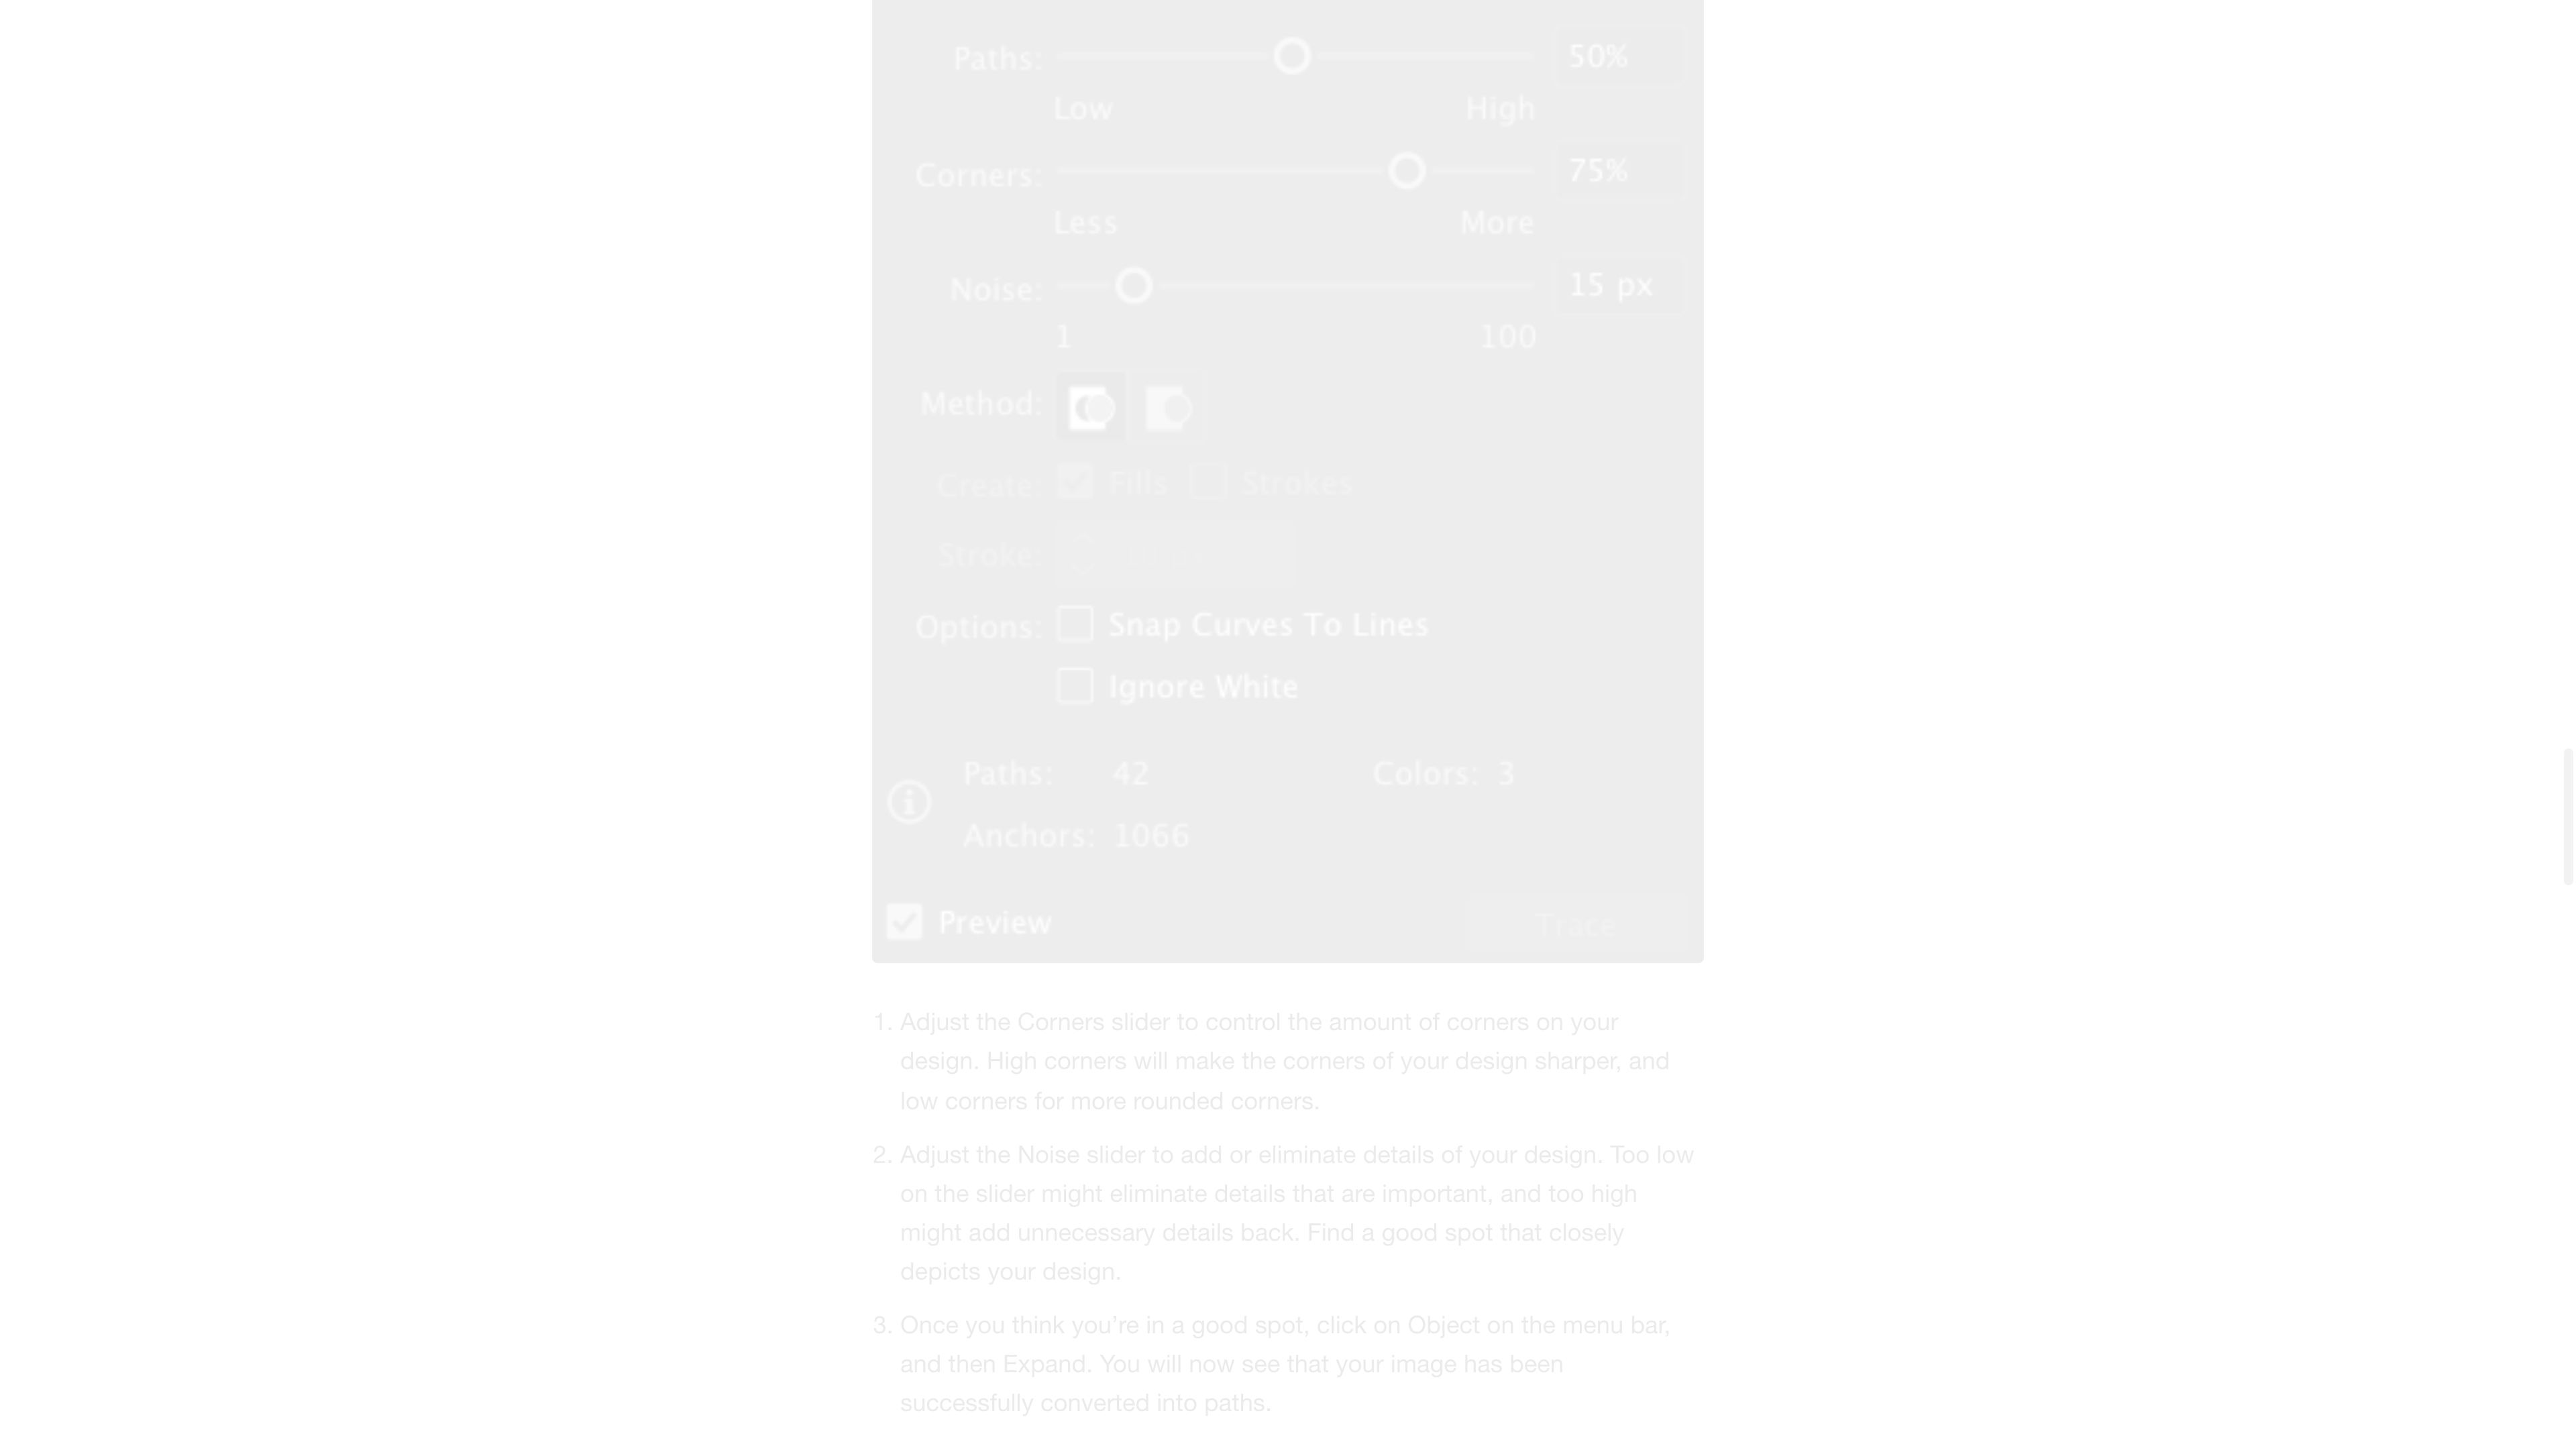 Paths: 50%
Low High
Corners: 75%
Less More
Noise: 15 px
1 100
Method:
Create: Fills Strokes
Stroke:
Options: Snap Curves To Lines
Ignore White
Paths: 42 Colors: 3
Anchors: 1066
Preview Trace
1. Adjust the Corners slider to control the amount of corners on your
design. High corners will make the corners of your design sharper, and
low corners for more rounded corners.
2. Adjust the Noise slider to add or eliminate details of your design. Too low
on the slider might eliminate details that are important, and too high
might add unnecessary details back. Find a good spot that closely
depicts your design.
3. Once you think you’re in a good spot, click on Object on the menu bar,
and then Expand. You will now see that your image has been
successfully converted into paths.